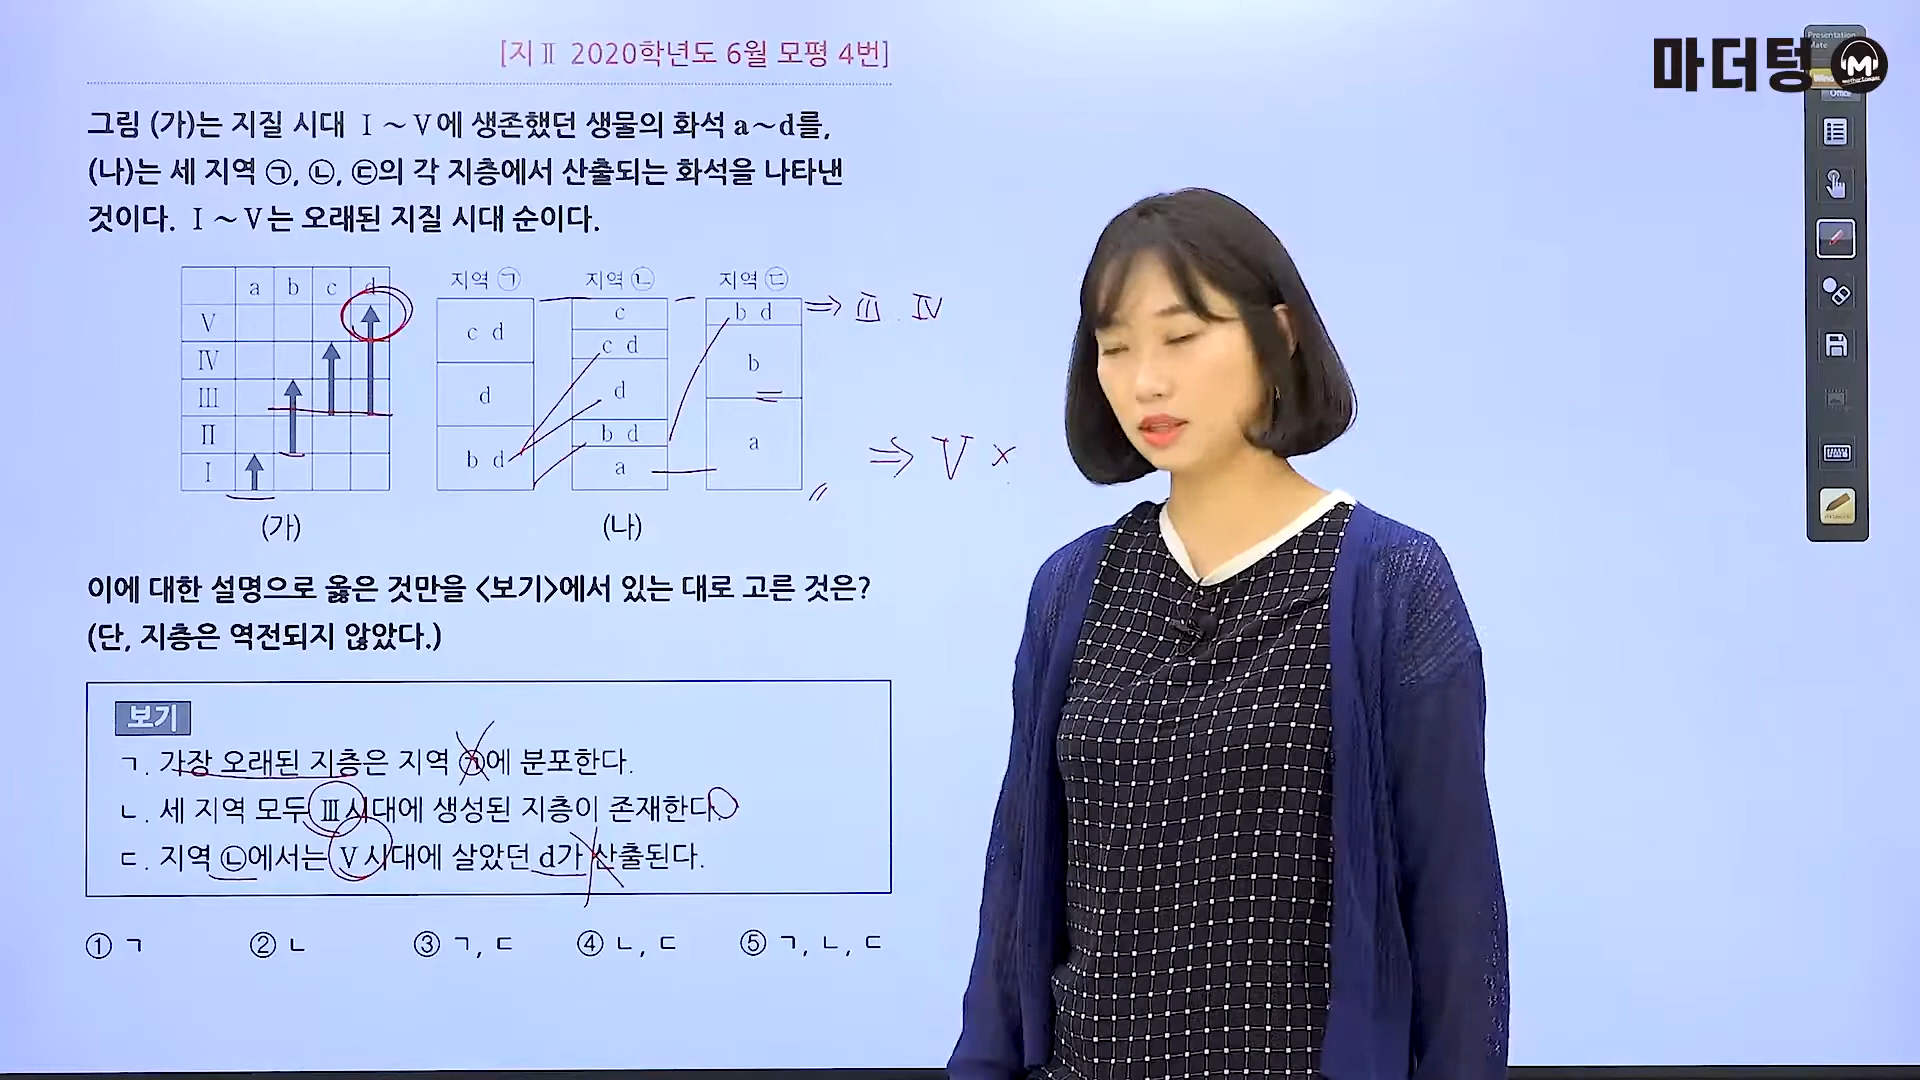 [지Ⅱ 2020학년도 6월 모평 4번]
마더텅 M
Presentation Mate
그림 (가)는 지질 시대 Ⅰ~Ⅴ에 생존했던 생물의 화석 a~d를,
(나)는 세 지역 ㉠, ㉡, ㉢의 각 지층에서 산출되는 화석을 나타낸
것이다. Ⅰ~Ⅴ는 오래된 지질 시대 순이다.
a b c d
Ⅴ
Ⅳ
Ⅲ
Ⅱ
Ⅰ
(가)
지역 ㉠
c d
d
b d
지역 ㉡
c
c d
d
b d
a
지역 ㉢
b d
b
a
(나)
⇒ Ⅲ. Ⅳ
⇒ Ⅴ ×
이에 대한 설명으로 옳은 것만을 <보기>에서 있는 대로 고른 것은?
(단, 지층은 역전되지 않았다.)
보기
ㄱ. 가장 오래된 지층은 지역 ㉠에 분포한다.
ㄴ. 세 지역 모두 Ⅲ시대에 생성된 지층이 존재한다.
ㄷ. 지역 ㉡에서는 Ⅴ시대에 살았던 d가 산출된다.
① ㄱ ② ㄴ ③ ㄱ, ㄷ ④ ㄴ, ㄷ ⑤ ㄱ, ㄴ, ㄷ